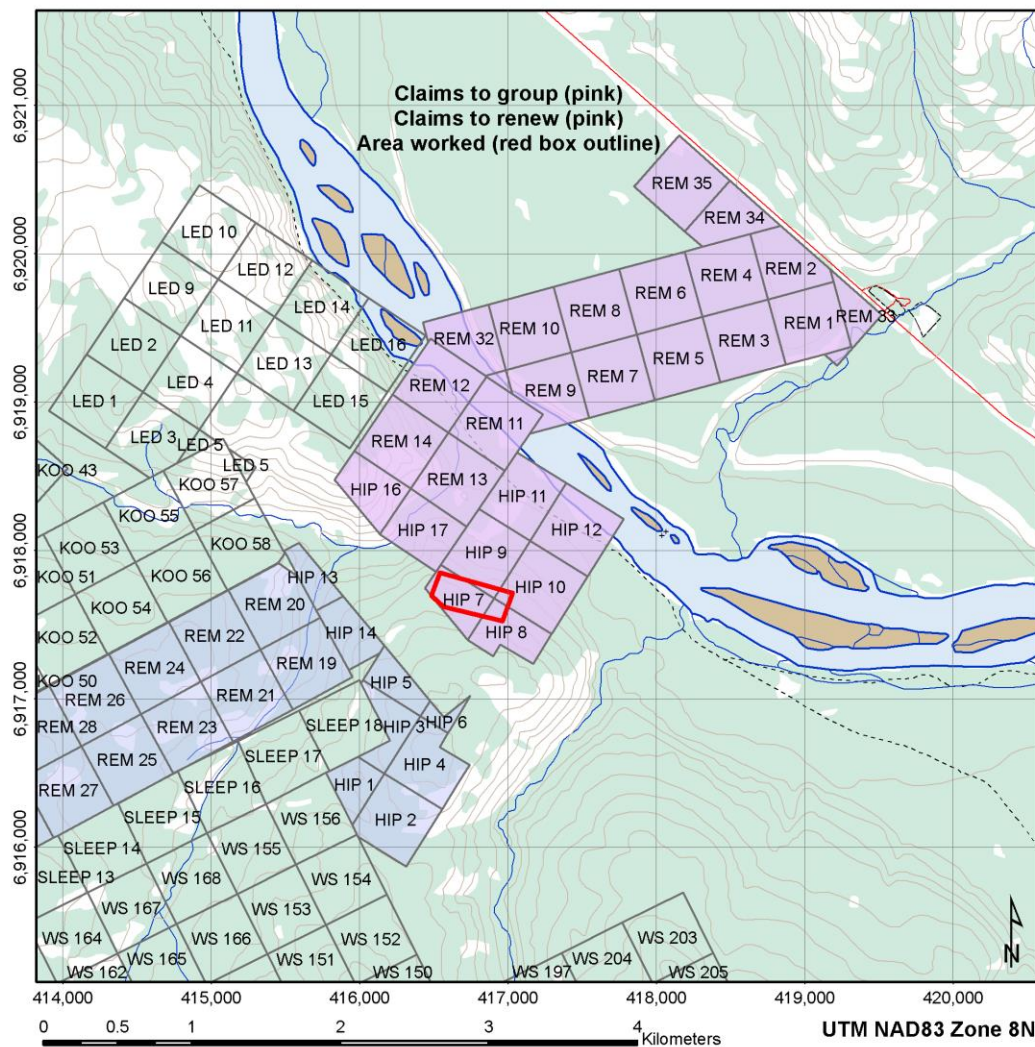 Claims to group (pink)
Claims to renew (pink)
Area worked (red box outline)
6,921,000
6,920,000
6,919,000
6,918,000
6,917,000
6,916,000
REM 35
REM 34
REM 2
REM 4
REM 6
REM 8
REM 10
REM 32
REM 33
REM 1
REM 3
REM 5
REM 7
REM 9
LED 10
LED 12
LED 9
LED 14
LED 11
LED 16
LED 2
LED 13
LED 4
LED 15
LED 1
LED 3
LED 5
LED 5
REM 12
REM 11
REM 14
REM 13
HIP 16
HIP 11
HIP 17
HIP 12
HIP 9
HIP 10
HIP 7
HIP 8
KOO 43
KOO 57
KOO 55
KOO 53
KOO 58
KOO 51
KOO 56
KOO 54
KOO 52
KOO 50
HIP 13
REM 20
HIP 14
REM 22
REM 19
REM 24
REM 21
REM 26
REM 23
REM 28
REM 25
REM 27
HIP 5
HIP 3
HIP 6
HIP 4
HIP 1
HIP 2
SLEEP 18
SLEEP 17
SLEEP 16
SLEEP 15
SLEEP 14
SLEEP 13
WS 156
WS 155
WS 154
WS 168
WS 153
WS 167
WS 152
WS 166
WS 164
WS 151
WS 165
WS 150
WS 162
WS 203
WS 204
WS 197
WS 205
N
414,000
415,000
416,000
417,000
418,000
419,000
420,000
0
0.5
1
2
3
4
Kilometers
UTM NAD83 Zone 8N